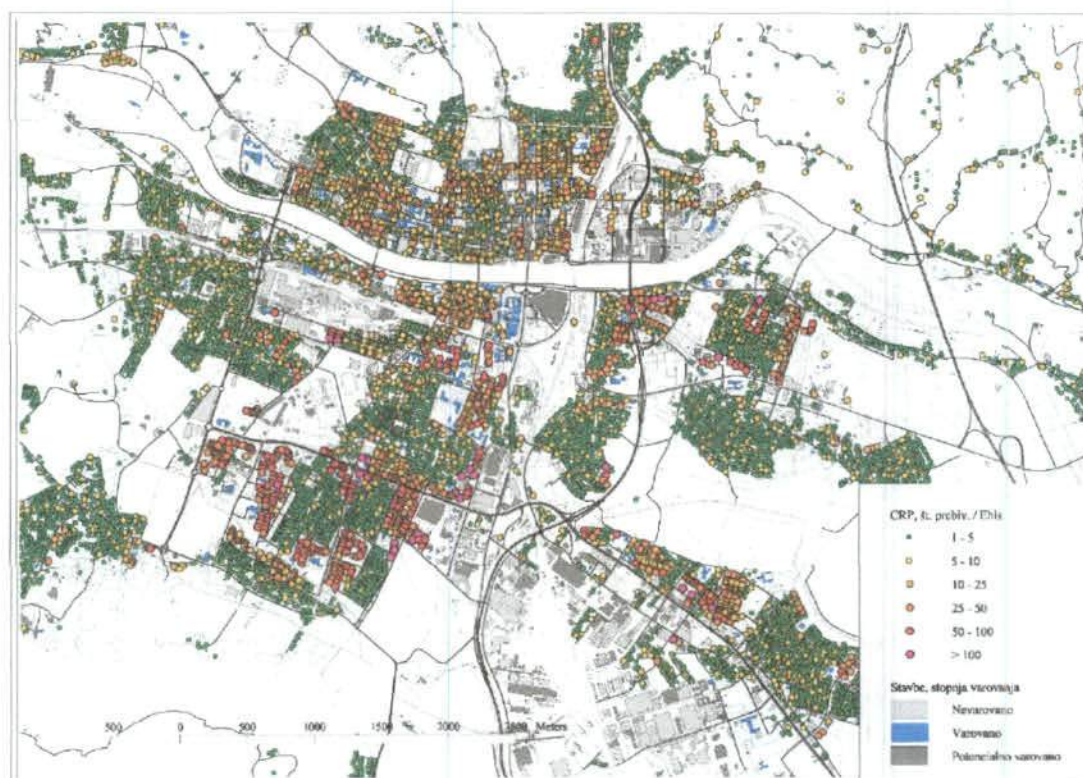 CRP, št. prebiv. / Ehiš
1 - 5
5 - 10
10 - 25
25 - 50
50 - 100
> 100
Stavbe, stopnja varovanja
Nevarovano
Varovano
Potencialno varovano
500 0 500 1000 1500 2000 2500 Meters